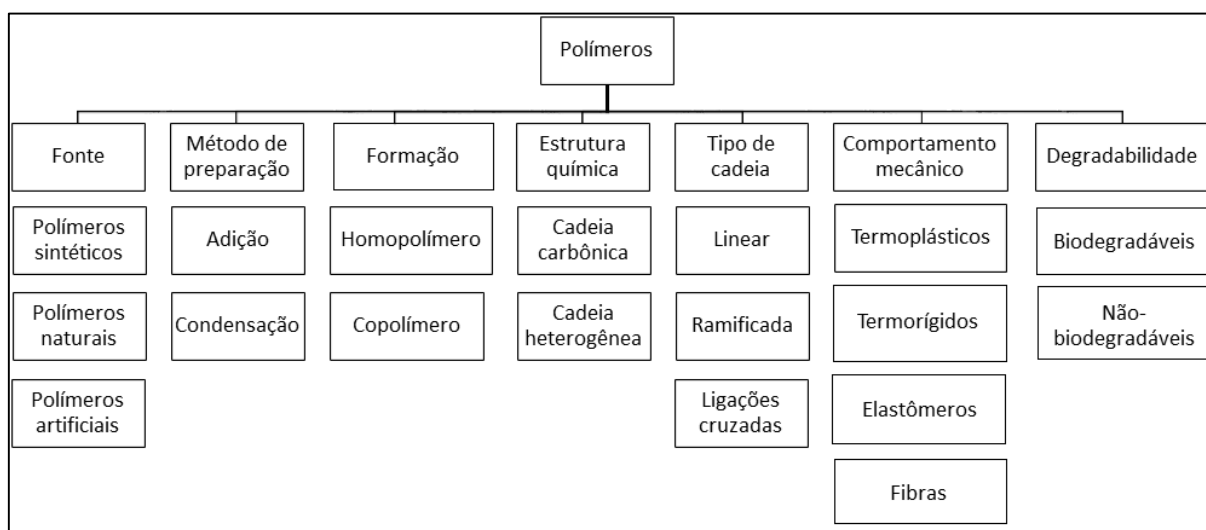 Polímeros
Fonte
Método de
preparação
Formação
Estrutura
química
Tipo de
cadeia
Comportamento
mecânico
Degradabilidade
Polímeros
sintéticos
Adição
Homopolímero
Cadeia
carbônica
Linear
Termoplásticos
Biodegradáveis
Polímeros
naturais
Condensação
Copolímero
Cadeia
heterogênea
Ramificada
Termorígidos
Não-
biodegradáveis
Polímeros
artificiais
Ligações
cruzadas
Elastômeros
Fibras